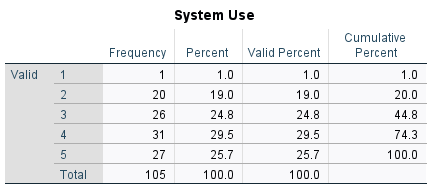 System Use
Frequency Percent Valid Percent Cumulative Percent
Valid 1 1 1.0 1.0 1.0
2 20 19.0 19.0 20.0
3 26 24.8 24.8 44.8
4 31 29.5 29.5 74.3
5 27 25.7 25.7 100.0
Total 105 100.0 100.0